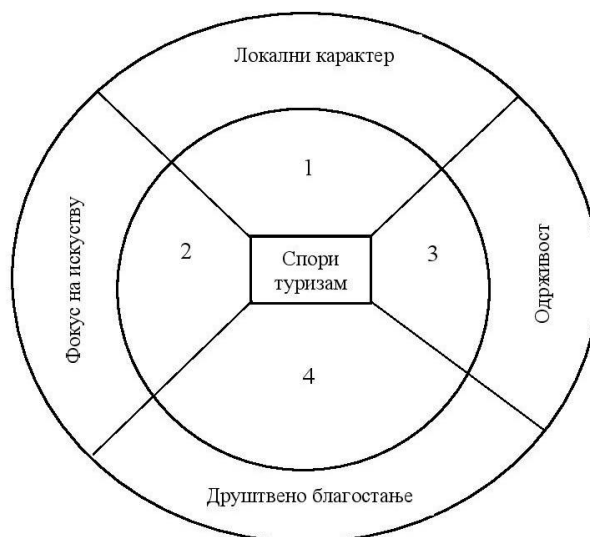 Локални карактер
1
Фокус на искуству
2
Спори
туризам
3
Одрживост
4
Друштвено благостање